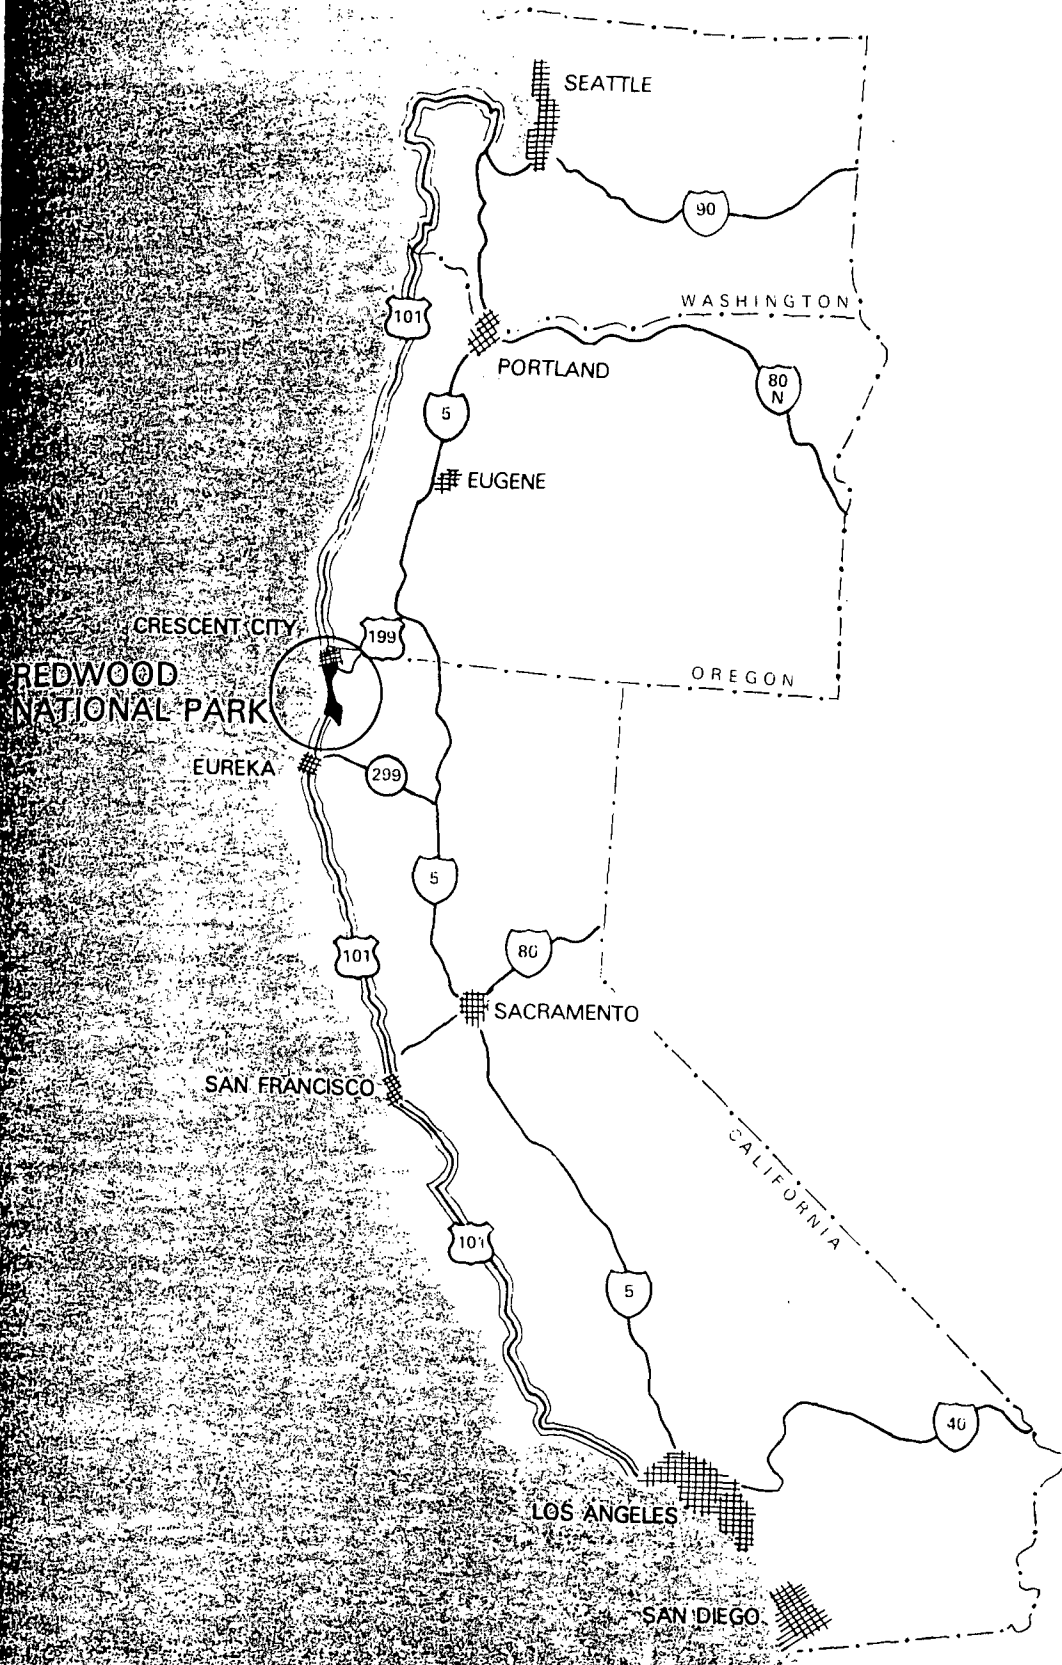 SEATTLE
90
WASHINGTON
101
PORTLAND
80
N
5
EUGENE
CRESCENT CITY
199
REDWOOD
NATIONAL PARK
OREGON
EUREKA
299
5
101
80
SACRAMENTO
SAN FRANCISCO
CALIFORNIA
101
5
40
LOS ANGELES
SAN DIEGO